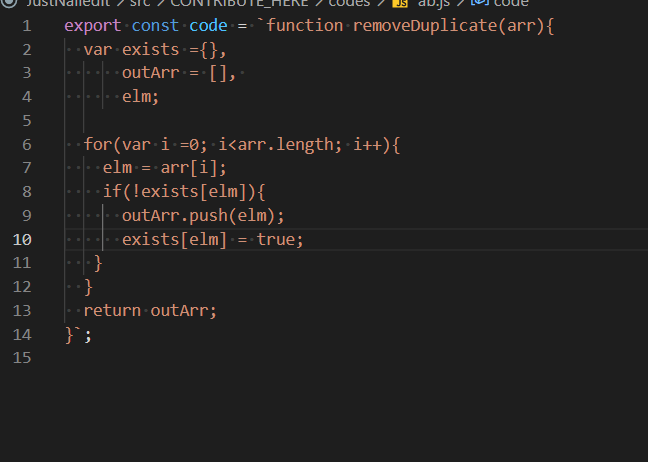 JustNailedit > src > CONTRIBUTE_HERE > codes > JS ab.js > code
1 export const code = `function removeDuplicate(arr){
2 var exists ={},
3 outArr = [],
4 elm;
5
6 for(var i =0; i<arr.length; i++){
7 elm = arr[i];
8 if(!exists[elm]){
9 outArr.push(elm);
10 exists[elm] = true;
11 }
12 }
13 return outArr;
14 }`;
15